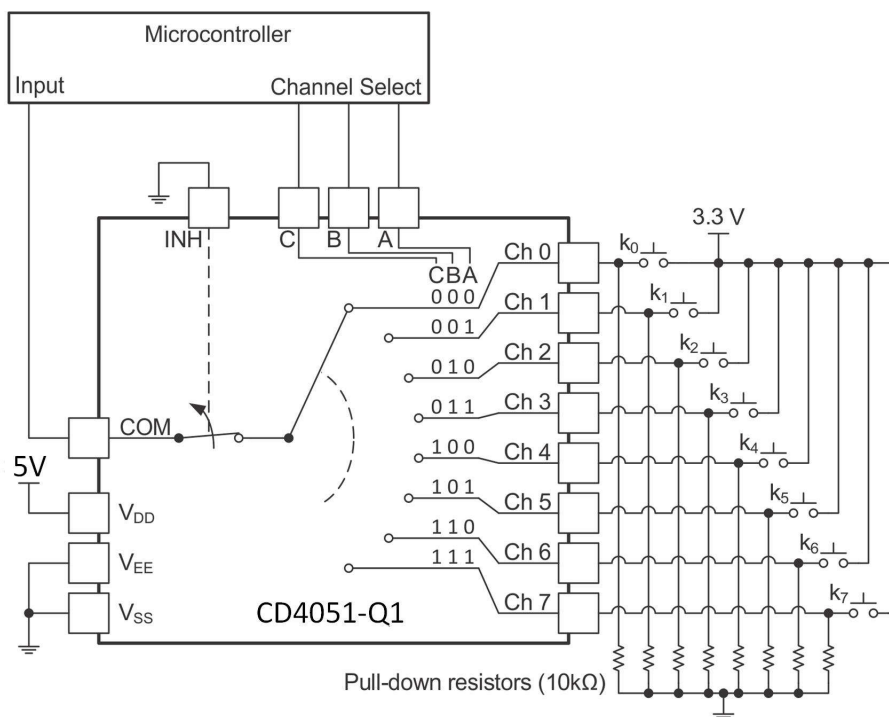 Microcontroller
Input Channel Select
3.3 V
INH C B A Ch 0 k0
CBA
000 Ch 1 k1
001
Ch 2 k2
010
Ch 3 k3
011
COM Ch 4 k4
100
5V Ch 5 k5
101
VDD
110 Ch 6 k6
VEE
111
Ch 7 k7
VSS CD4051-Q1
Pull-down resistors (10kΩ)